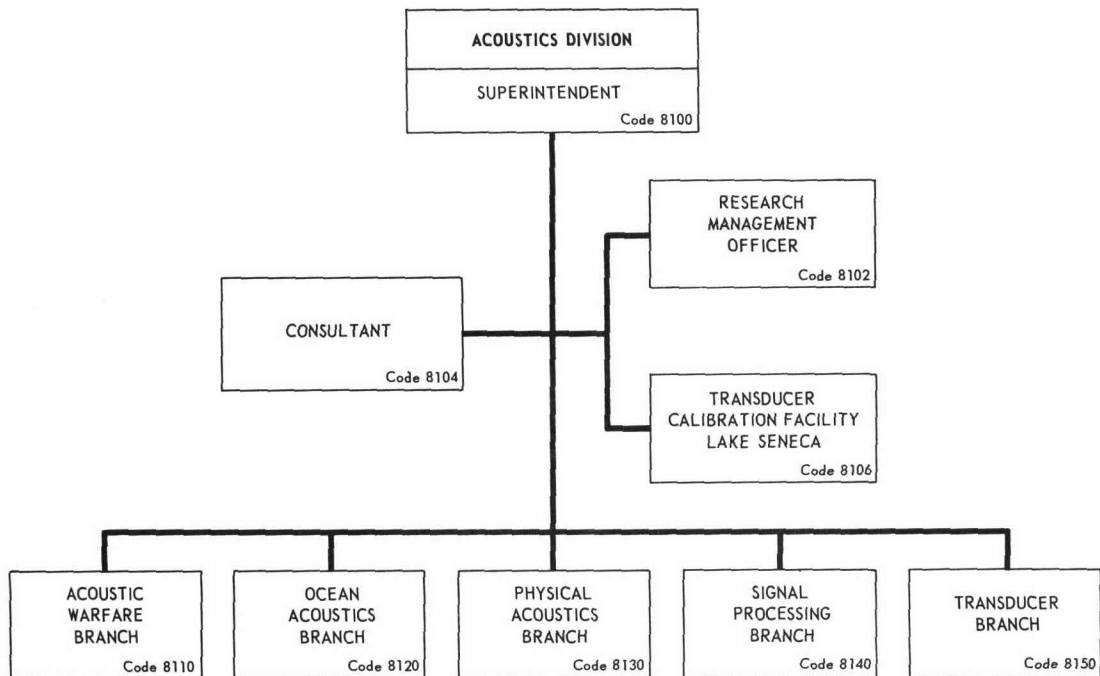 ACOUSTICS DIVISION
SUPERINTENDENT
Code 8100
RESEARCH
MANAGEMENT
OFFICER
Code 8102
CONSULTANT
Code 8104
TRANSDUCER
CALIBRATION FACILITY
LAKE SENECA
Code 8106
ACOUSTIC
WARFARE
BRANCH
Code 8110
OCEAN
ACOUSTICS
BRANCH
Code 8120
PHYSICAL
ACOUSTICS
BRANCH
Code 8130
SIGNAL
PROCESSING
BRANCH
Code 8140
TRANSDUCER
BRANCH
Code 8150